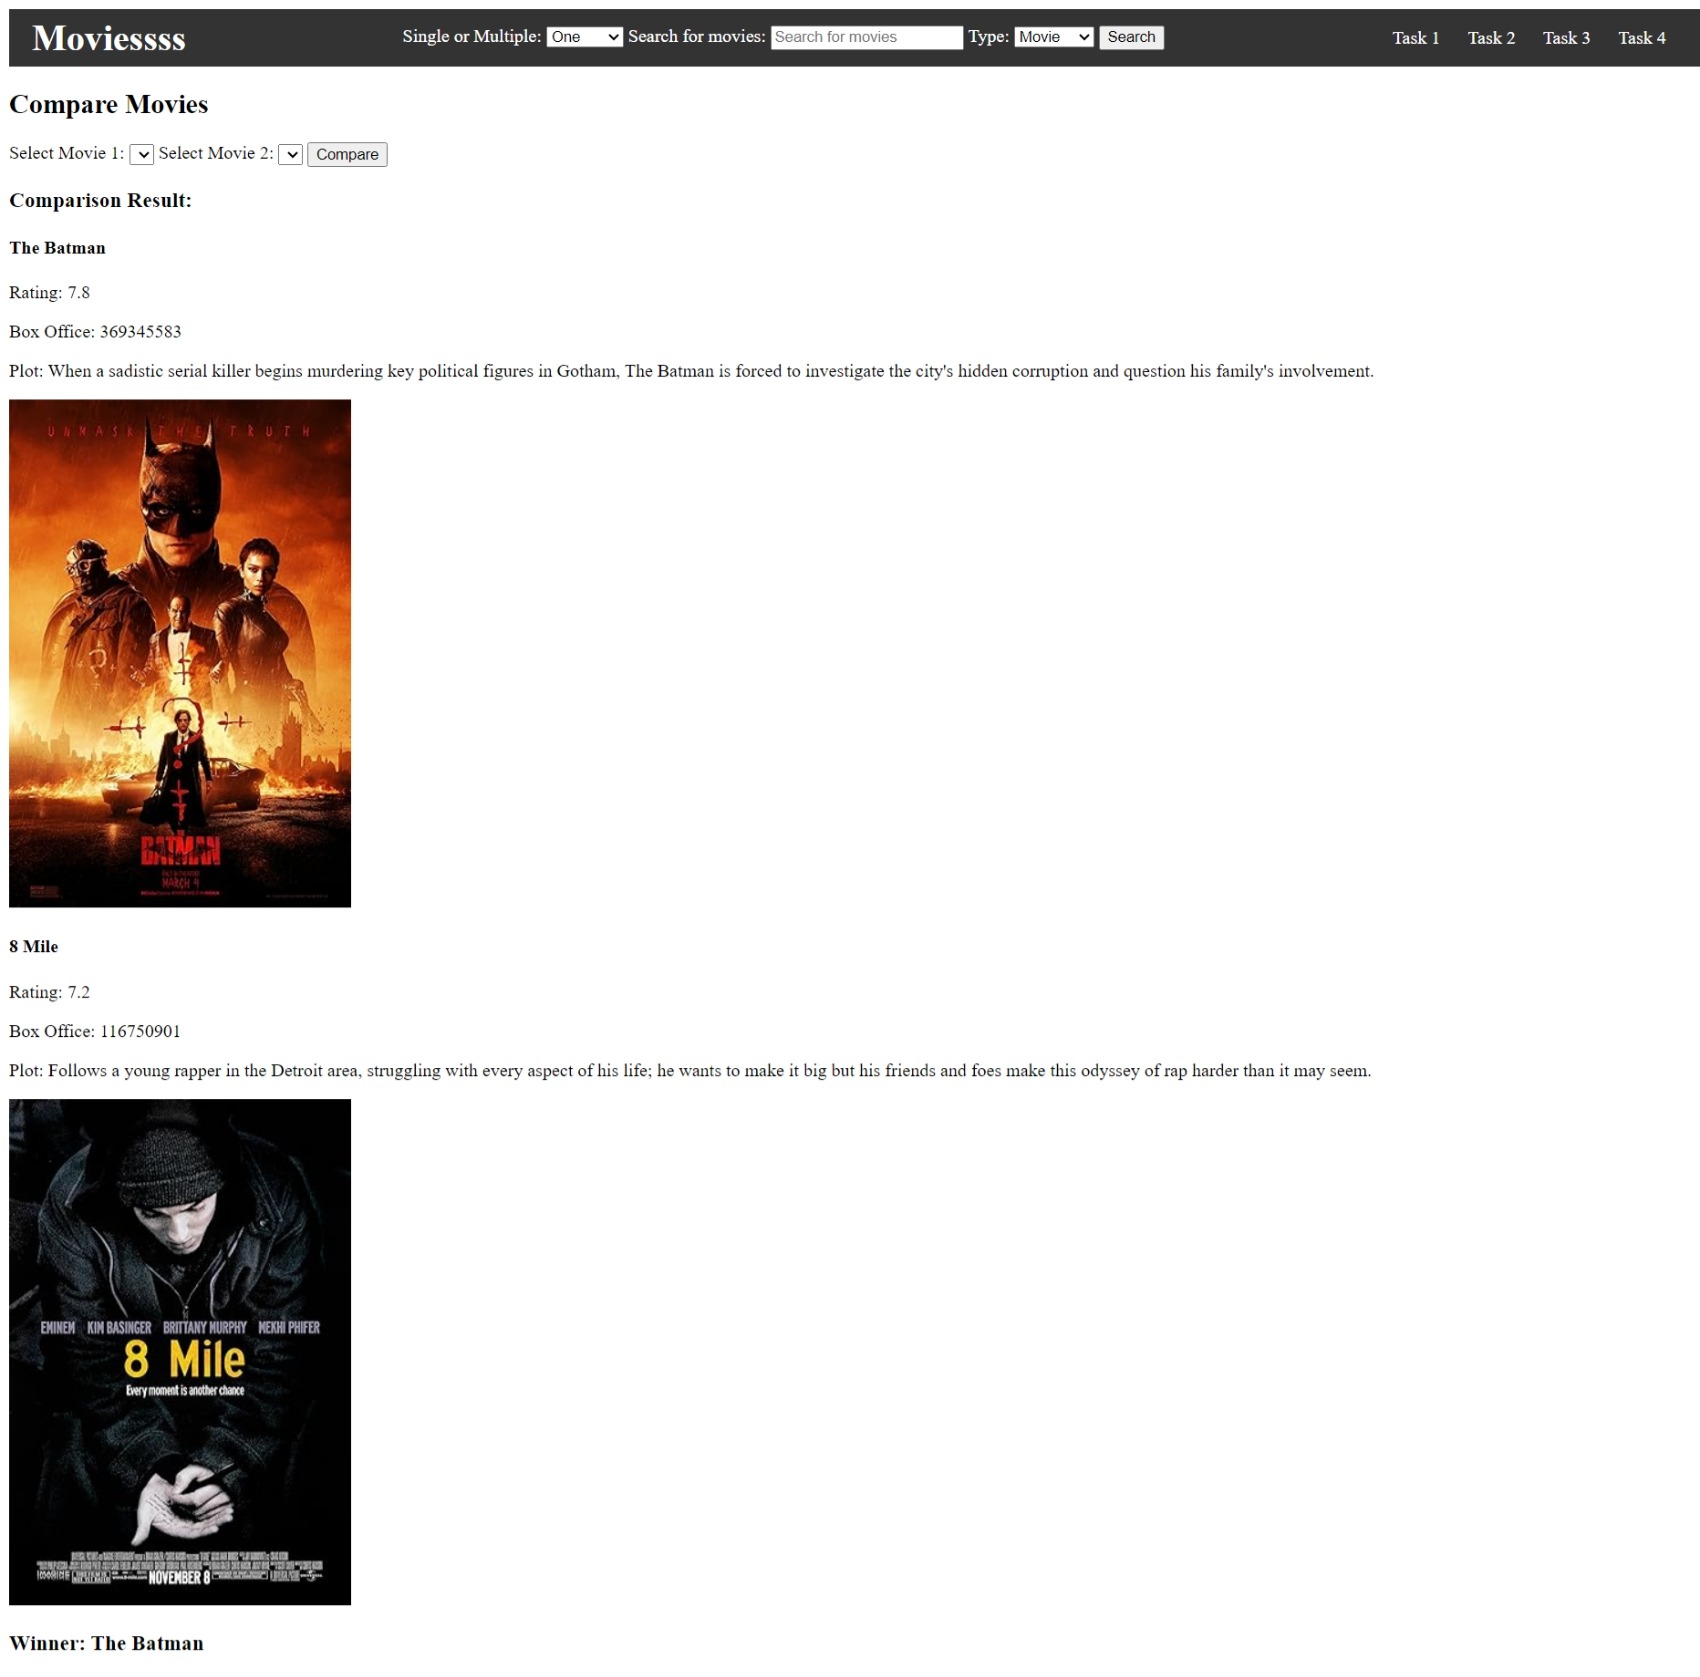 Moviessss Single or Multiple: One Search for movies: Search for movies Type: Movie Search Task 1 Task 2 Task 3 Task 4
Compare Movies
Select Movie 1: Select Movie 2: Compare
Comparison Result:
The Batman
Rating: 7.8
Box Office: 369345583
Plot: When a sadistic serial killer begins murdering key political figures in Gotham, The Batman is forced to investigate the city's hidden corruption and question his family's involvement.
UNMASK THE TRUTH
BATMAN
MARCH 4
8 Mile
Rating: 7.2
Box Office: 116750901
Plot: Follows a young rapper in the Detroit area, struggling with every aspect of his life; he wants to make it big but his friends and foes make this odyssey of rap harder than it may seem.
EMINEM KIM BASINGER BRITTANY MURPHY MEKHI PHIFER
8 Mile
Every moment is another chance
NOVEMBER 8
Winner: The Batman